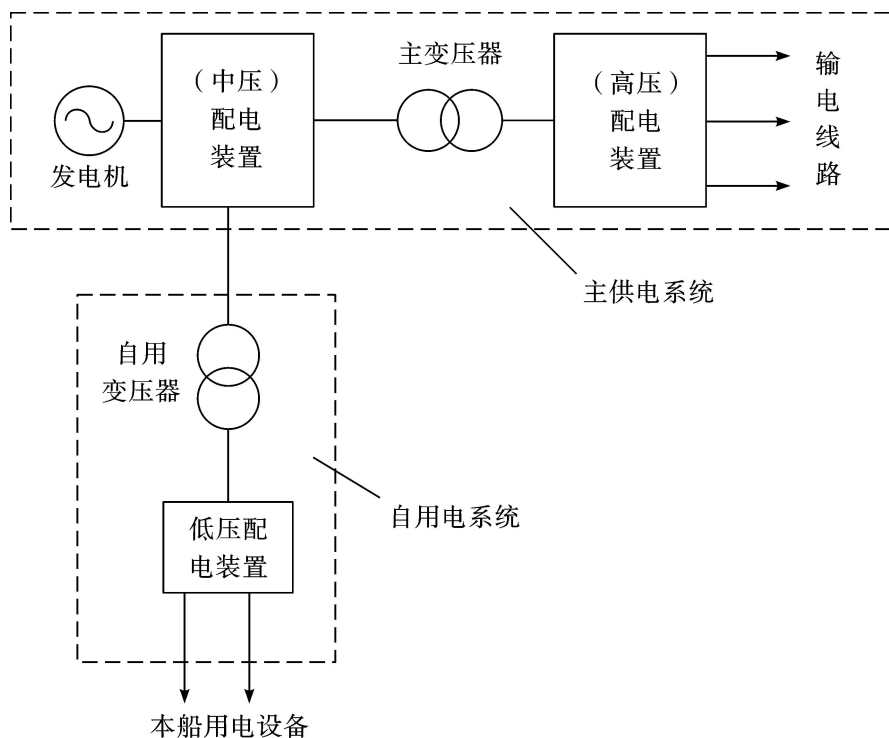 发电机
（中压）
配电
装置
主变压器
（高压）
配电
装置
输
电
线
路
主供电系统
自用
变压器
自用电系统
低压配
电装置
本船用电设备